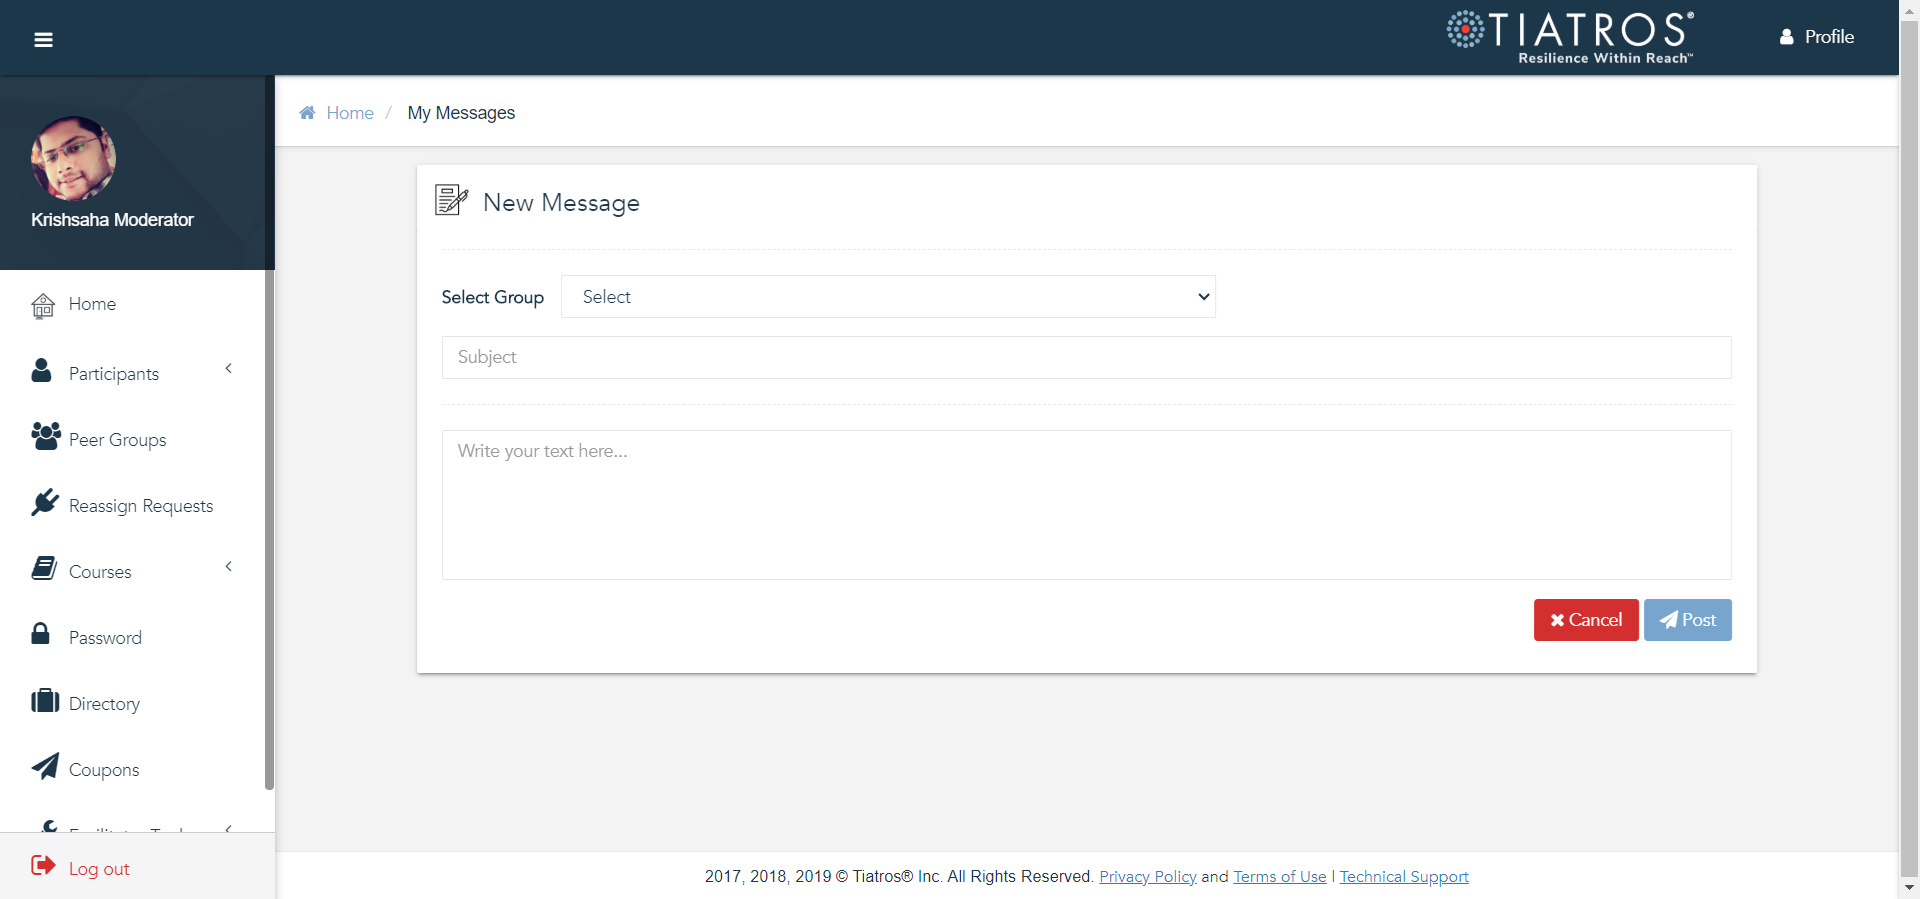 TIATROS®
Resilience Within Reach™
Profile
Krishsaha Moderator
Home / My Messages
New Message
Select Group Select
Subject
Write your text here...
Cancel Post
Home
Participants
Peer Groups
Reassign Requests
Courses
Password
Directory
Coupons
Log out
2017, 2018, 2019 © Tiatros® Inc. All Rights Reserved. Privacy Policy and Terms of Use | Technical Support